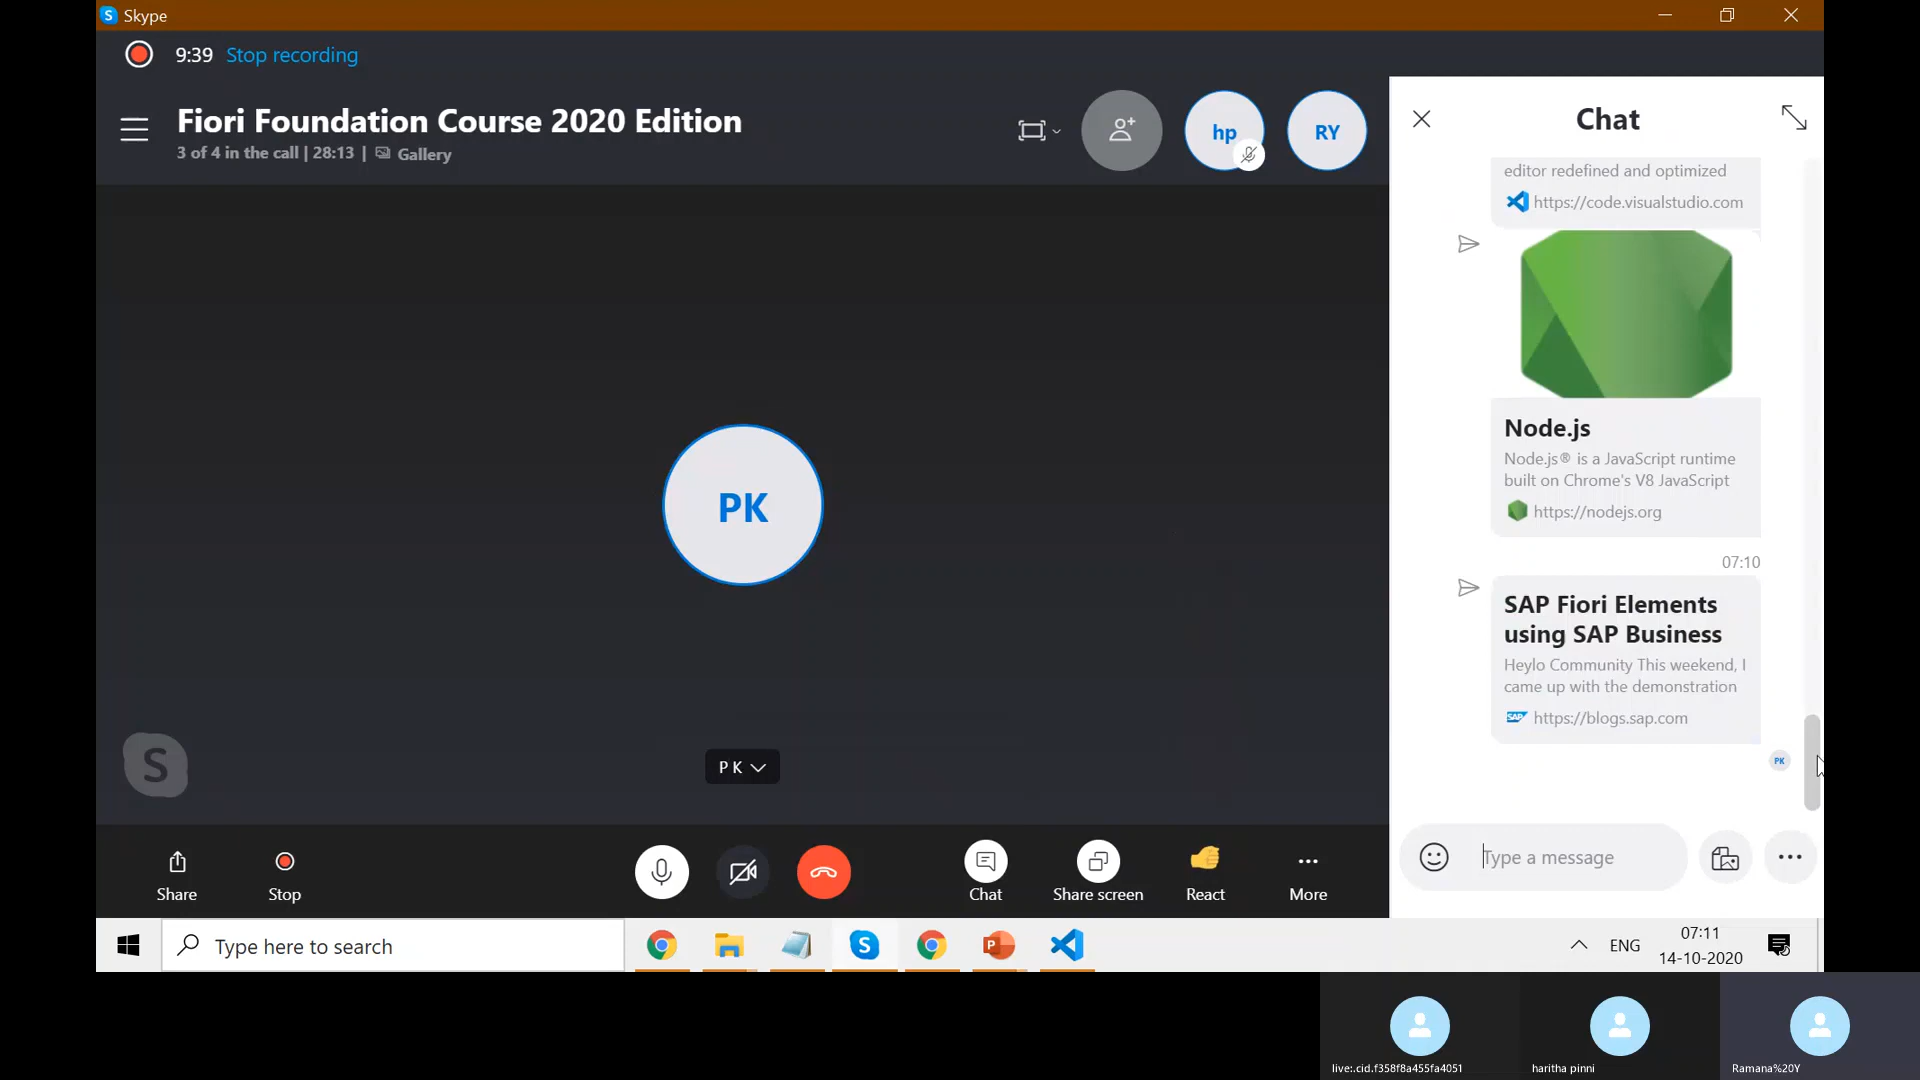 Skype
9:39 Stop recording
Fiori Foundation Course 2020 Edition
3 of 4 in the call | 28:13 | Gallery
hp
RY
Chat
editor redefined and optimized
https://code.visualstudio.com
Node.js
Node.js® is a JavaScript runtime
built on Chrome's V8 JavaScript
https://nodejs.org
07:10
SAP Fiori Elements
using SAP Business
Heylo Community This weekend, I
came up with the demonstration
SAP https://blogs.sap.com
PK
PK
P K
Type a message
Share
Stop
Chat
Share screen
React
More
Type here to search
ENG
07:11
14-10-2020
live:.cid.f358f8a455fa4051
haritha pinni
Ramana%20Y